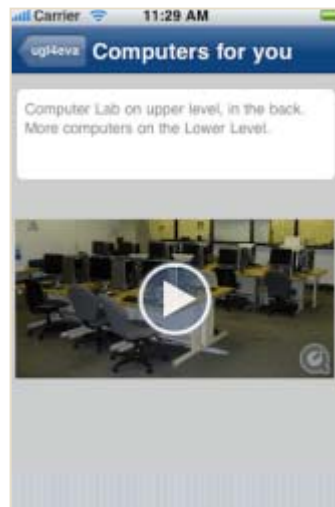 Carrier 11:29 AM
ugl4eva Computers for you
Computer Lab on upper level, in the back.
More computers on the Lower Level.